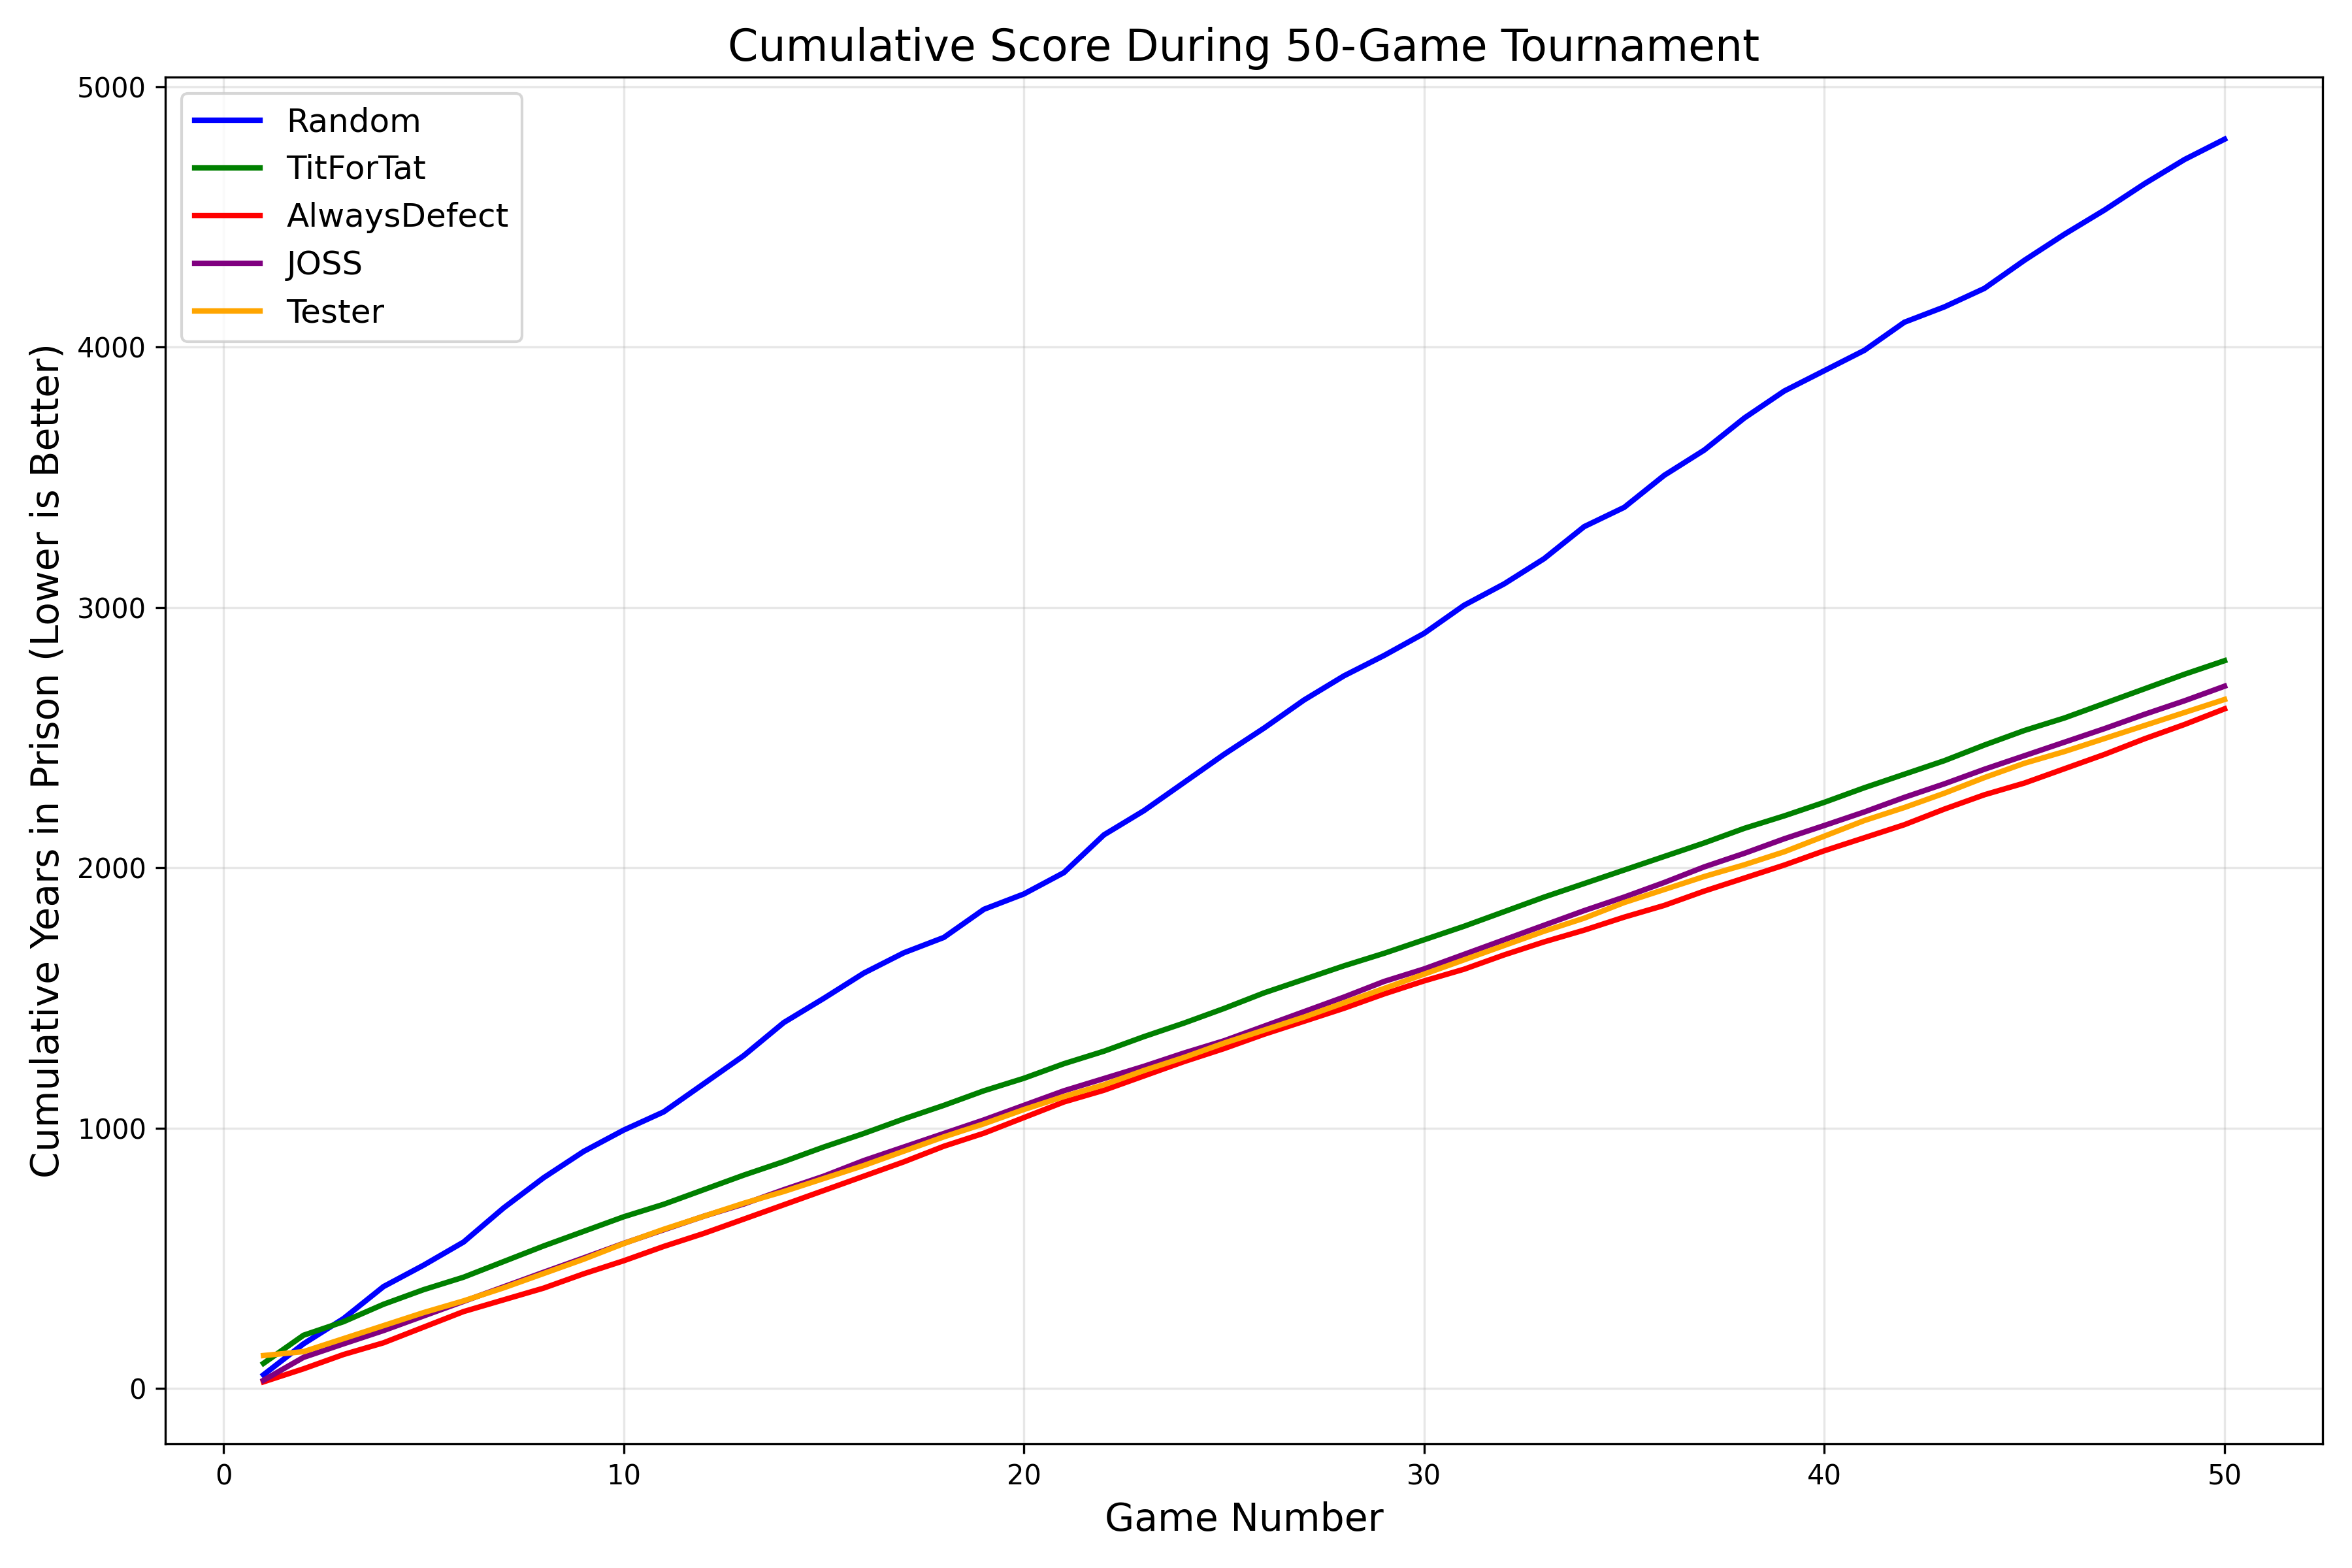 Cumulative Score During 50-Game Tournament
Random
TitForTat
AlwaysDefect
JOSS
Tester
Cumulative Years in Prison (Lower is Better)
5000
4000
3000
2000
1000
0
0 10 20 30 40 50
Game Number